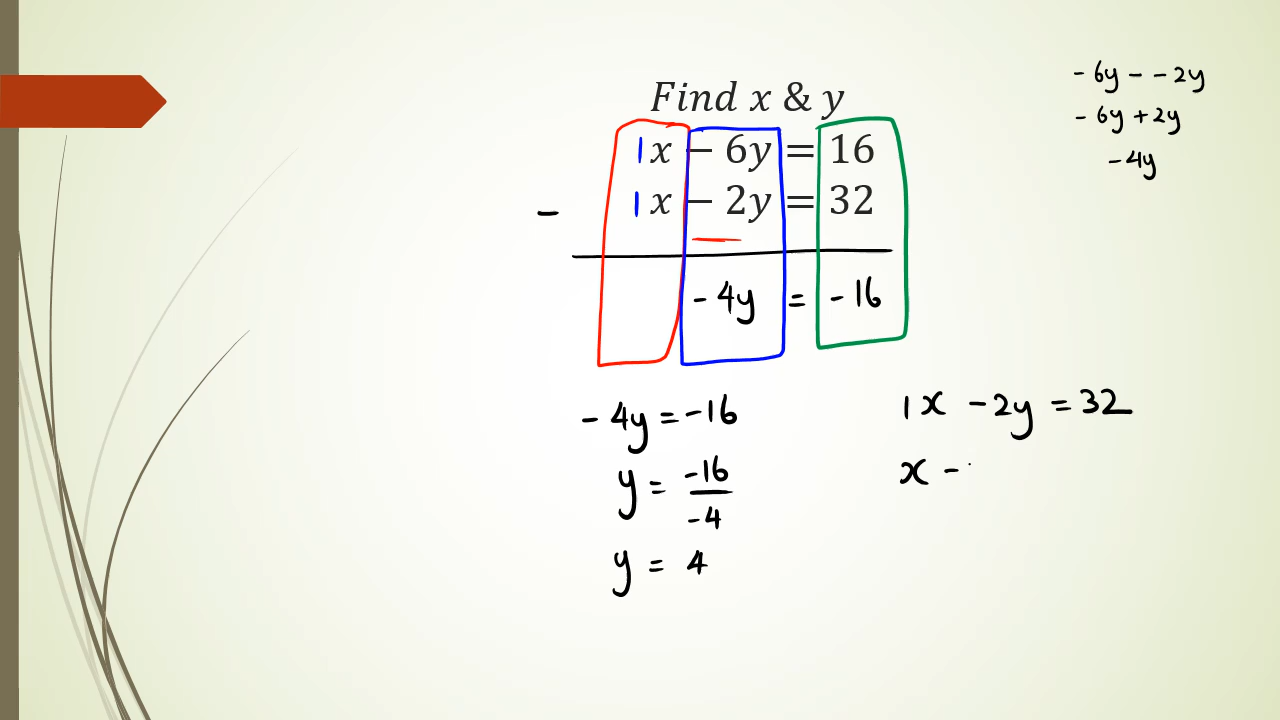 Find x & y
1x − 6y = 16
1x − 2y = 32
−
- 4y = - 16
- 6y - - 2y
- 6y + 2y
- 4y
- 4y = -16
y = -16/-4
y = 4
1x - 2y = 32
x -